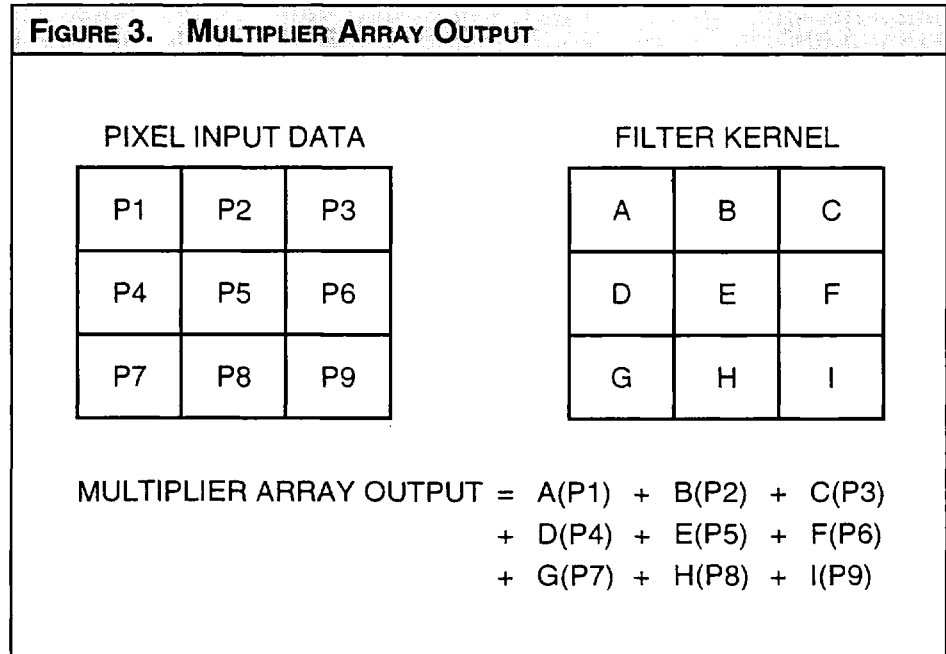 FIGURE 3. MULTIPLIER ARRAY OUTPUT
PIXEL INPUT DATA
P1 P2 P3
P4 P5 P6
P7 P8 P9
FILTER KERNEL
A B C
D E F
G H I
MULTIPLIER ARRAY OUTPUT = A(P1) + B(P2) + C(P3)
+ D(P4) + E(P5) + F(P6)
+ G(P7) + H(P8) + I(P9)